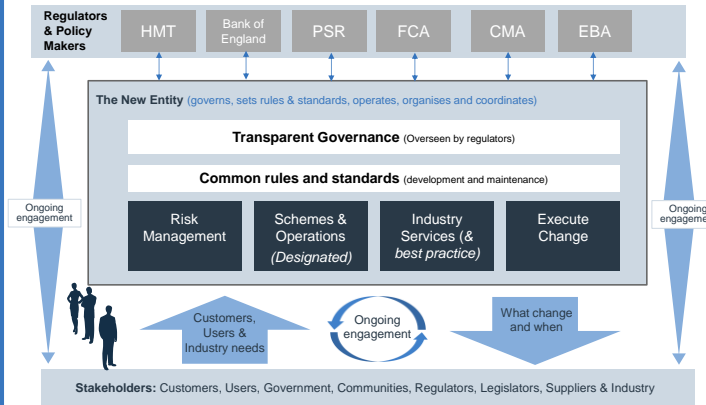 Regulators
& Policy
Makers
HMT
Bank of
England
PSR
FCA
CMA
EBA
The New Entity (governs, sets rules & standards, operates, organises and coordinates)
Transparent Governance (Overseen by regulators)
Common rules and standards (development and maintenance)
Ongoing
engagement
Risk
Management
Schemes &
Operations
(Designated)
Industry
Services (&
best practice)
Execute
Change
Ongoing
engageme
Customers,
Users &
Industry needs
Ongoing
engagement
What change
and when
Stakeholders: Customers, Users, Government, Communities, Regulators, Legislators, Suppliers & Industry